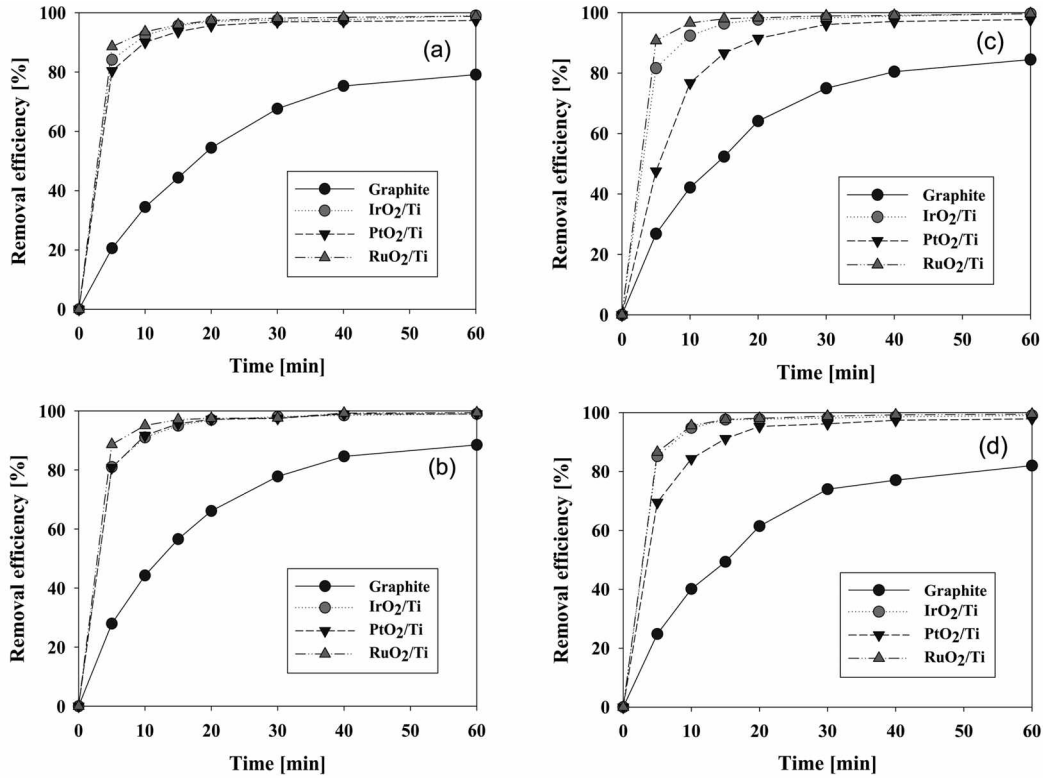 Removal efficiency [%]
100
80
60
40
20
0
(a)
Graphite
IrO2/Ti
PtO2/Ti
RuO2/Ti
0 10 20 30 40 50 60
Time [min]
Removal efficiency [%]
100
80
60
40
20
0
(c)
Graphite
IrO2/Ti
PtO2/Ti
RuO2/Ti
0 10 20 30 40 50 60
Time [min]
Removal efficiency [%]
100
80
60
40
20
0
(b)
Graphite
IrO2/Ti
PtO2/Ti
RuO2/Ti
0 10 20 30 40 50 60
Time [min]
Removal efficiency [%]
100
80
60
40
20
0
(d)
Graphite
IrO2/Ti
PtO2/Ti
RuO2/Ti
0 10 20 30 40 50 60
Time [min]